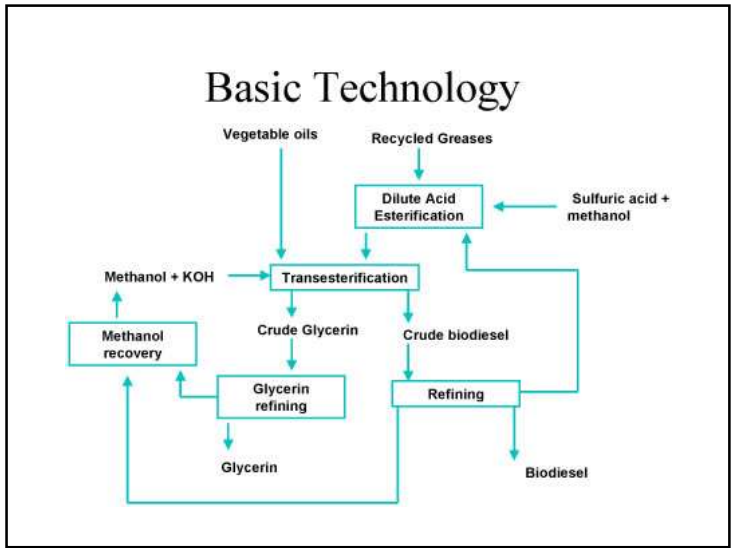 Basic Technology
Vegetable oils
Recycled Greases
Dilute Acid
Esterification
Sulfuric acid +
methanol
Methanol + KOH
Transesterification
Crude Glycerin
Crude biodiesel
Methanol
recovery
Glycerin
refining
Refining
Glycerin
Biodiesel